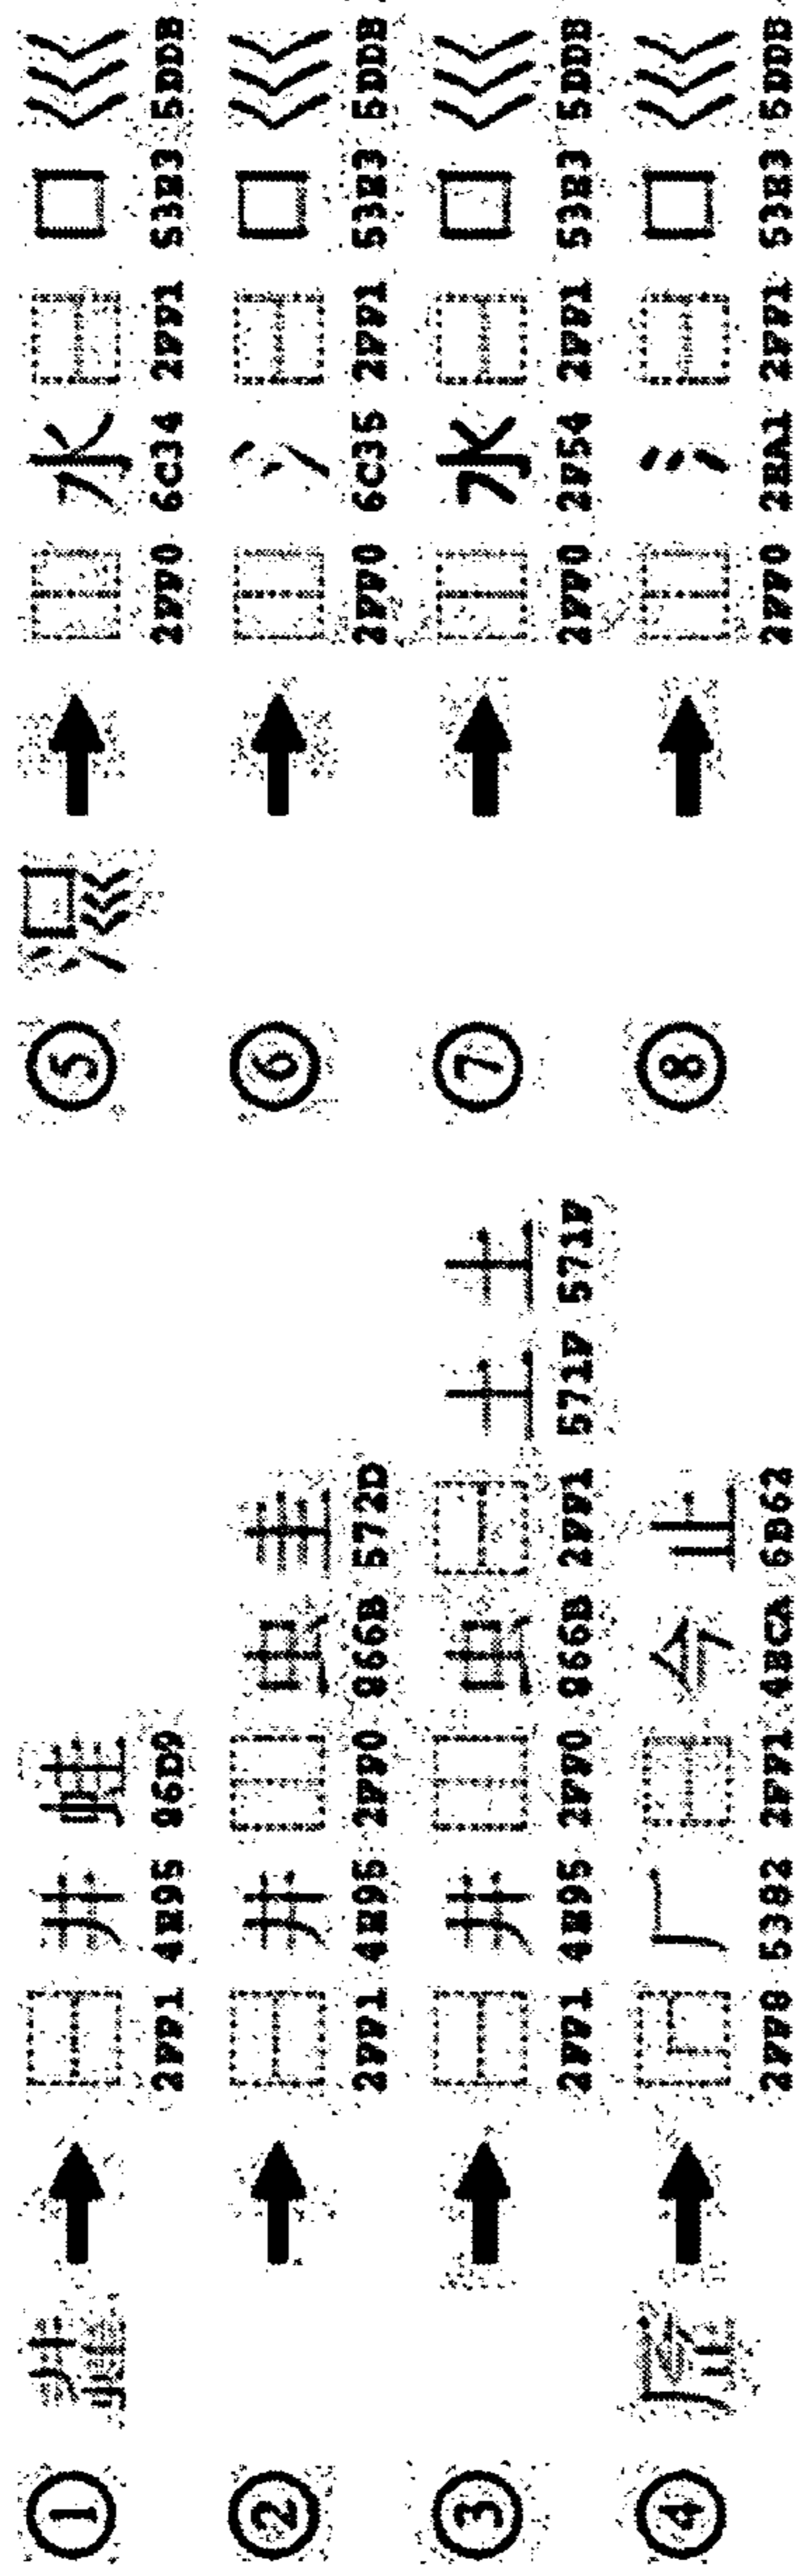 ① → ⿱ 井 蛙
2FF1 4E95 86D9
② → ⿱ 井 ⿰ 虫 圭
2FF1 4E95 2FF0 866B 572D
③ → ⿱ 井 ⿰ 虫 ⿱ 土 土
2FF1 4E95 2FF0 866B 2FF1 571F 571F
④ → ⿸ 厂 ⿱ 今 止
2FF8 5382 2FF1 4ECA 6B62
⑤ → ⿰ 水 ⿱ 口 巛
2FF0 6C34 2FF1 53E3 5DDB
⑥ → ⿰ 氵 ⿱ 口 巛
2FF0 6C35 2FF1 53E3 5DDB
⑦ → ⿰ ⽔ ⿱ 口 巛
2FF0 2F54 2FF1 53E3 5DDB
⑧ → ⿰ ⺡ ⿱ 口 巛
2FF0 2EA1 2FF1 53E3 5DDB